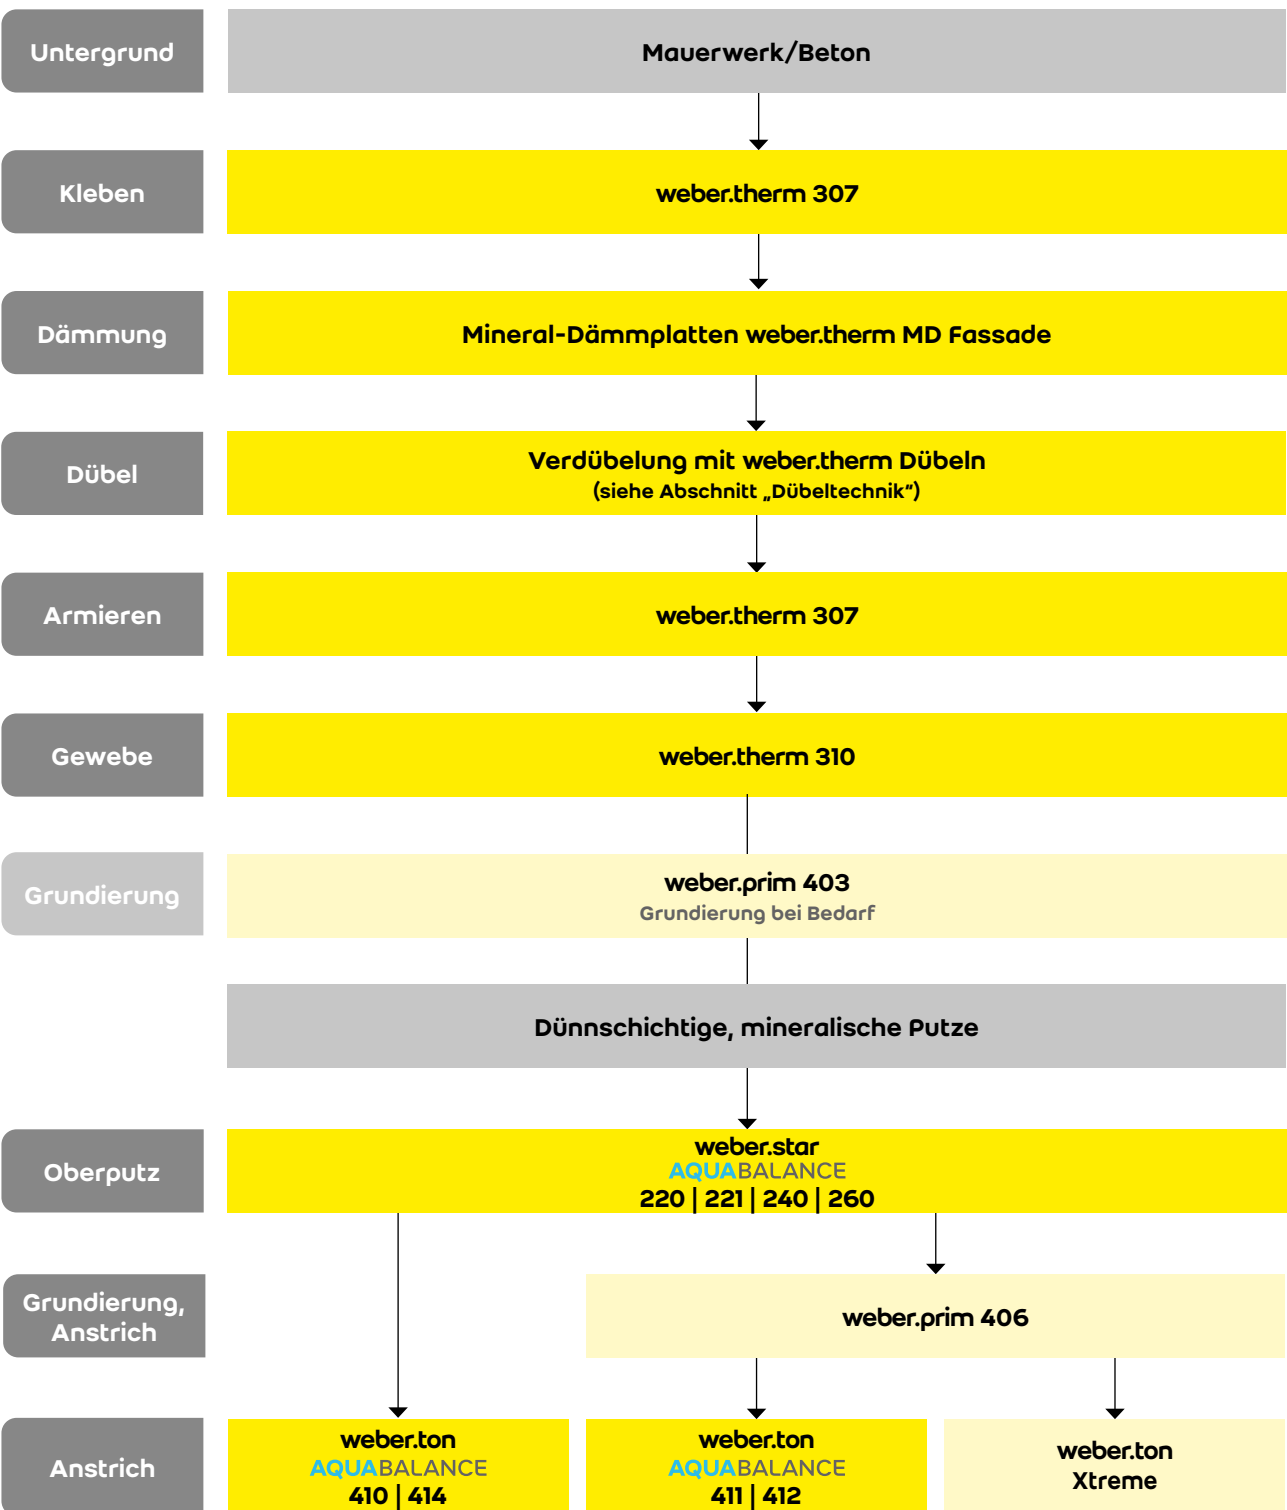 Untergrund
Mauerwerk/Beton
Kleben
weber.therm 307
Dämmung
Mineral-Dämmplatten weber.therm MD Fassade
Dübel
Verdübelung mit weber.therm Dübeln
(siehe Abschnitt „Dübeltechnik“)
Armieren
weber.therm 307
Gewebe
weber.therm 310
Grundierung
weber.prim 403
Grundierung bei Bedarf
Dünnschichtige, mineralische Putze
Oberputz
weber.star
AQUABALANCE
220 | 221 | 240 | 260
Grundierung,
Anstrich
weber.prim 406
Anstrich
weber.ton
AQUABALANCE
410 | 414
weber.ton
AQUABALANCE
411 | 412
weber.ton
Xtreme